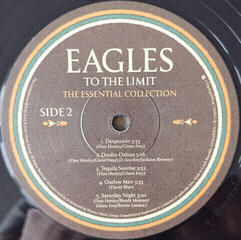 EAGLES
TO THE LIMIT
THE ESSENTIAL COLLECTION
SIDE 2
1. Desperado 3:33
(Don Henley/Glenn Frey)
2. Doolin-Dalton 3:26
(Don Henley/Glenn Frey/J.D. Souther/Jackson Browne)
3. Tequila Sunrise 2:52
(Don Henley/Glenn Frey)
4. Outlaw Man 3:33
(David Blue)
5. Saturday Night 3:20
(Don Henley/Randy Meisner/
Glenn Frey/Bernie Leadon)